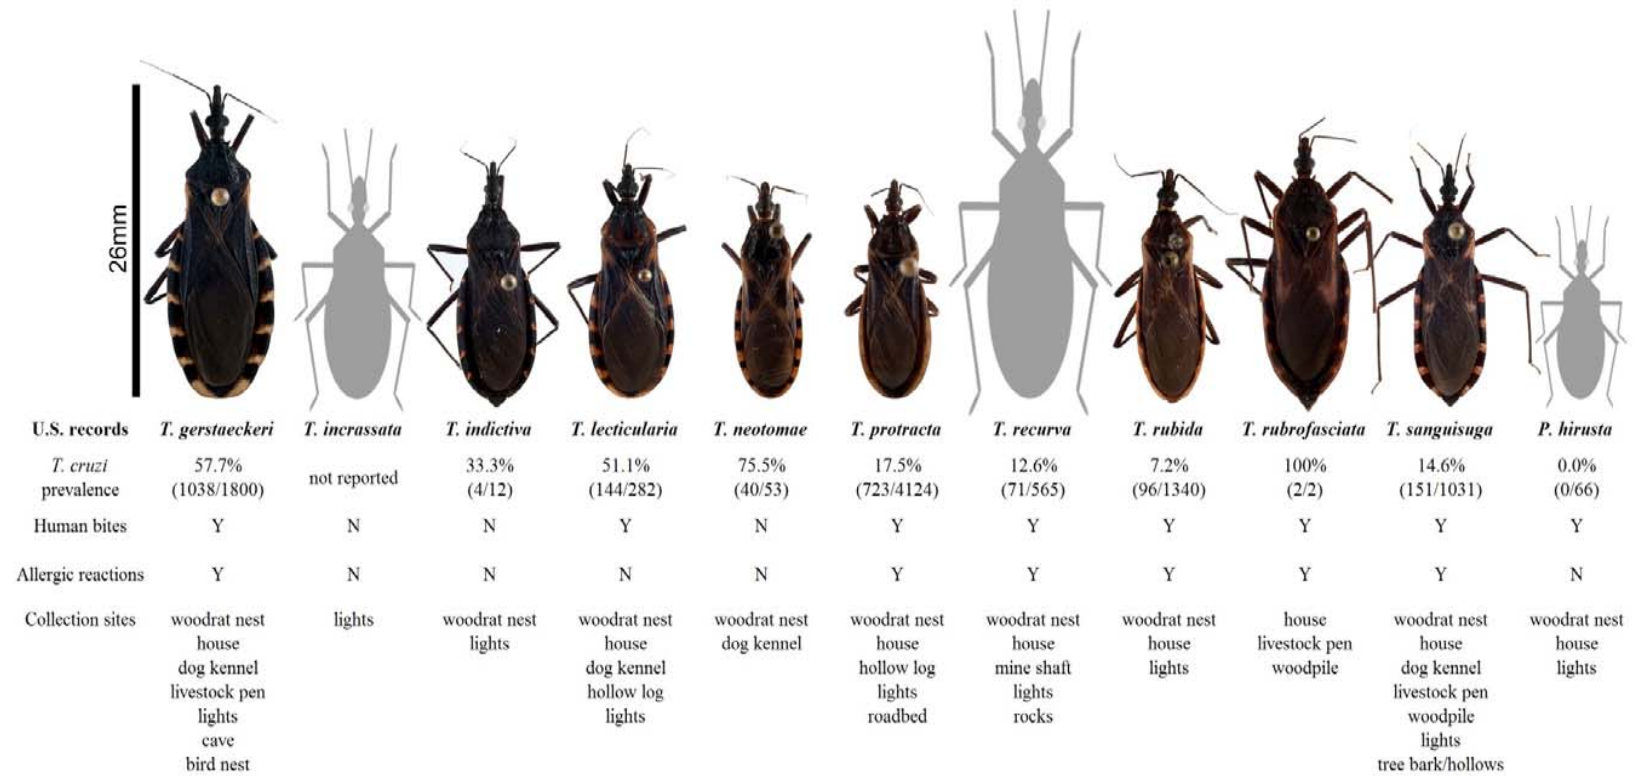 26mm
U.S. records T. gerstaeckeri T. incrassata T. indictiva T. lecticularia T. neotomae T. protracta T. recurva T. rubida T. rubrofasciata T. sanguisuga P. hirusta
T. cruzi 57.7% 33.3% 51.1% 75.5% 17.5% 12.6% 7.2% 100% 14.6% 0.0%
not reported
prevalence (1038/1800) (4/12) (144/282) (40/53) (723/4124) (71/565) (96/1340) (2/2) (151/1031) (0/66)
Human bites Y N N Y N Y Y Y Y Y Y
Allergic reactions Y N N N N Y Y Y Y Y N
Collection sites woodrat nest lights woodrat nest woodrat nest woodrat nest woodrat nest woodrat nest woodrat nest house woodrat nest woodrat nest
house lights house dog kennel house house house livestock pen house house
dog kennel dog kennel hollow log mine shaft lights woodpile dog kennel lights
livestock pen hollow log lights lights livestock pen
lights lights roadbed rocks woodpile
cave lights
bird nest tree bark/hollows